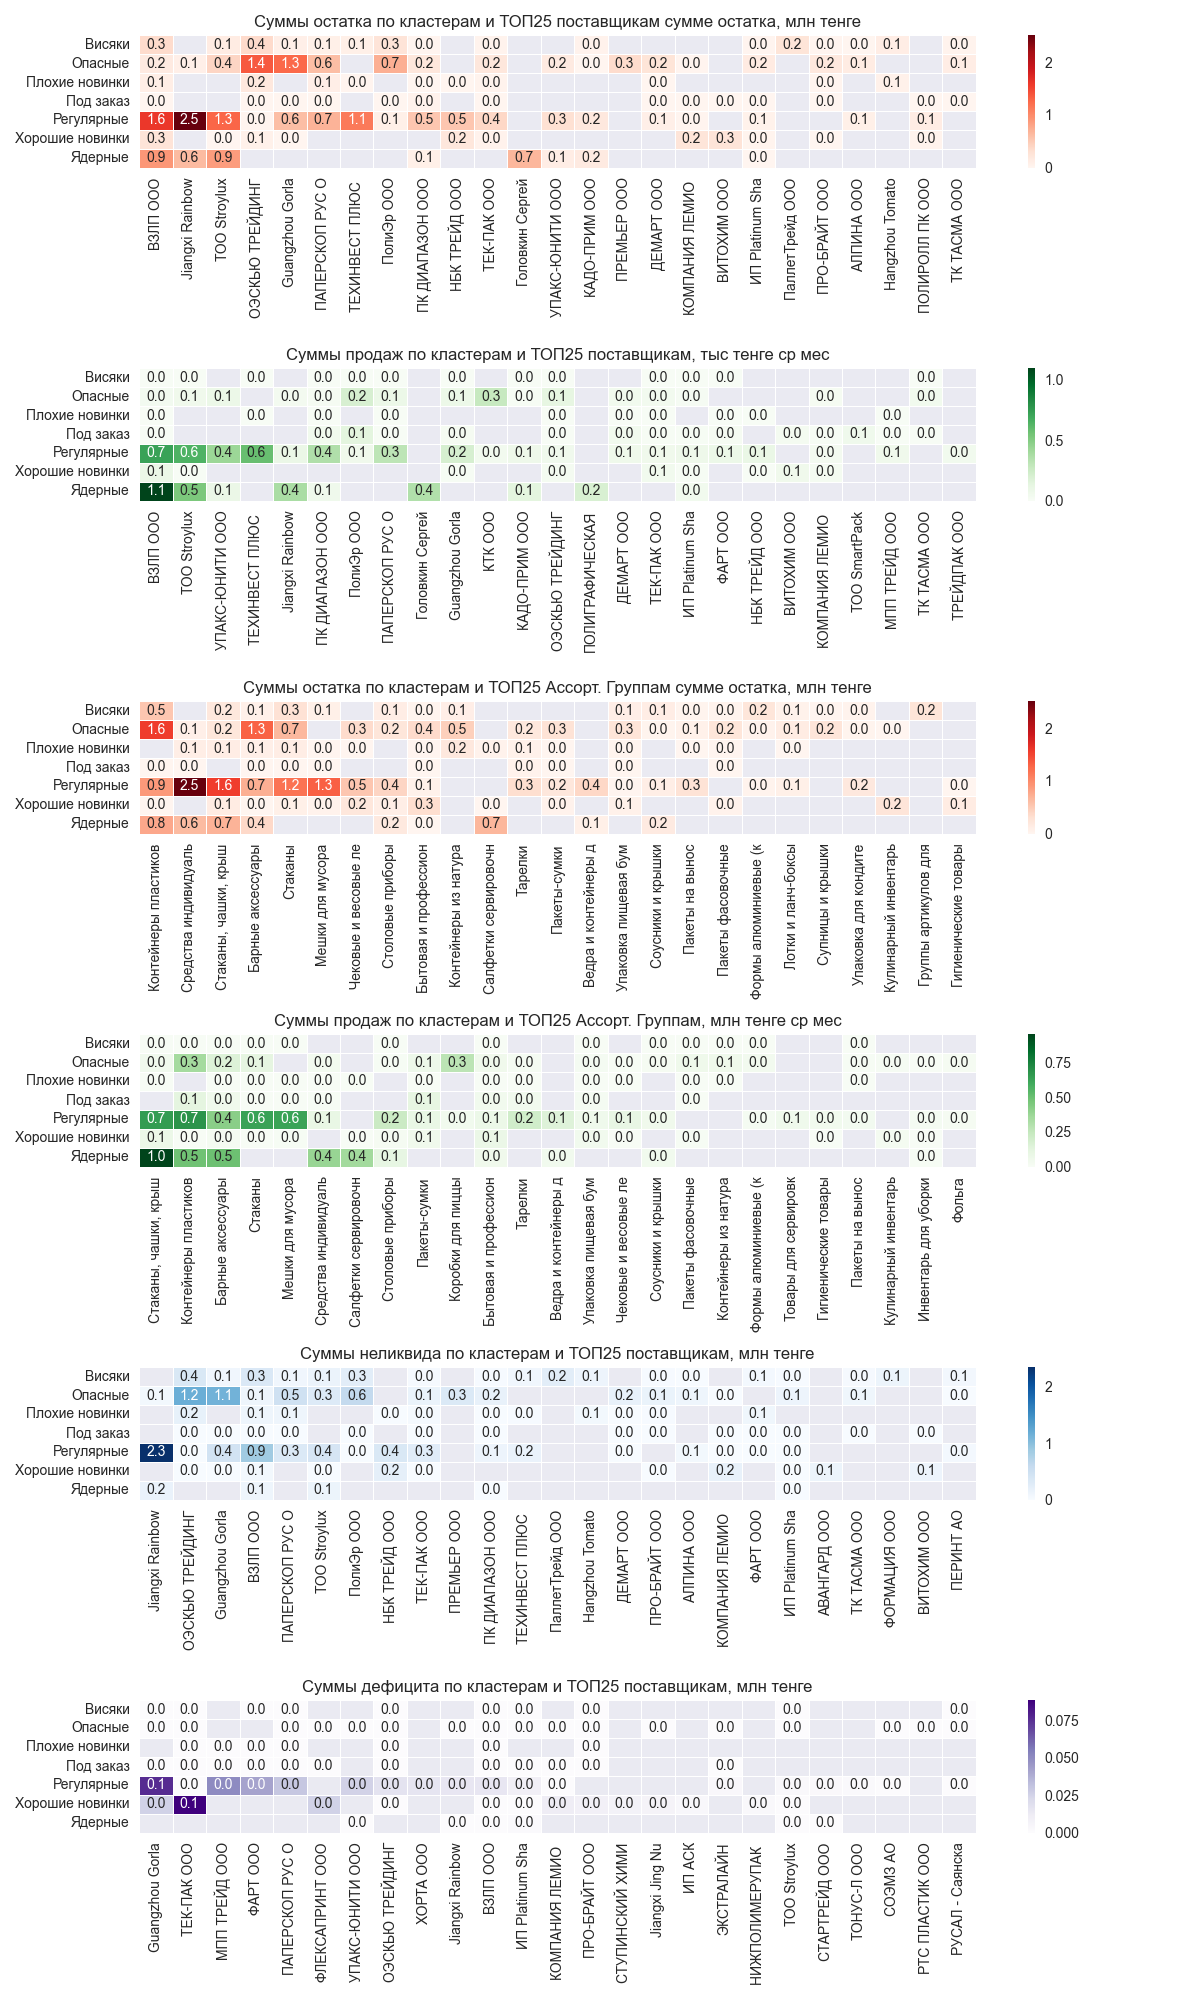 Суммы остатка по кластерам и ТОП25 поставщикам сумме остатка, млн тенге
Висяки 0.3 0.1 0.4 0.1 0.1 0.1 0.3 0.0 0.0 0.0 0.0 0.2 0.0 0.0 0.1 0.0
Опасные 0.2 0.1 0.4 1.4 1.3 0.6 0.7 0.2 0.2 0.2 0.0 0.3 0.2 0.0 0.2 0.2 0.1 0.1
Плохие новинки 0.1 0.2 0.1 0.0 0.0 0.0 0.0 0.0 0.0 0.1
Под заказ 0.0 0.0 0.0 0.0 0.0 0.0 0.0 0.0 0.0 0.0 0.0 0.0 0.0
Регулярные 1.6 2.5 1.3 0.0 0.6 0.7 1.1 0.1 0.5 0.5 0.4 0.3 0.2 0.1 0.0 0.1 0.1 0.1
Хорошие новинки 0.3 0.0 0.1 0.0 0.2 0.0 0.2 0.3 0.0 0.0
Ядерные 0.9 0.6 0.9 0.1 0.7 0.1 0.2 0.0
2
1
0
ВЗЛП ООО
Jiangxi Rainbow
ТОО Stroylux
ОЭСКЬЮ ТРЕЙДИНГ
Guangzhou Gorla
ПАПЕРСКОП РУС О
ТЕХИНВЕСТ ПЛЮС
ПолиЭр ООО
ПК ДИАПАЗОН ООО
НБК ТРЕЙД ООО
ТЕК-ПАК ООО
Головкин Сергей
УПАКС-ЮНИТИ ООО
КАДО-ПРИМ ООО
ПРЕМЬЕР ООО
ДЕМАРТ ООО
КОМПАНИЯ ЛЕМИО
ВИТОХИМ ООО
ИП Platinum Sha
ПаллетТрейд ООО
ПРО-БРАЙТ ООО
АЛПИНА ООО
Hangzhou Tomato
ПОЛИРОЛЛ ПК ООО
ТК ТАСМА ООО
Суммы продаж по кластерам и ТОП25 поставщикам, тыс тенге ср мес
Висяки 0.0 0.0 0.0 0.0 0.0 0.0 0.0 0.0 0.0 0.0 0.0 0.0 0.0
Опасные 0.0 0.1 0.1 0.0 0.0 0.2 0.1 0.1 0.3 0.0 0.1 0.0 0.0 0.0 0.0 0.0
Плохие новинки 0.0 0.0 0.0 0.0 0.0 0.0 0.0 0.0 0.0 0.0
Под заказ 0.0 0.0 0.1 0.0 0.0 0.0 0.0 0.0 0.0 0.0 0.0 0.0 0.1 0.0 0.0
Регулярные 0.7 0.6 0.4 0.6 0.1 0.4 0.1 0.3 0.2 0.0 0.1 0.1 0.1 0.1 0.1 0.1 0.1 0.0 0.1 0.0
Хорошие новинки 0.1 0.0 0.0 0.0 0.1 0.0 0.0 0.1 0.0
Ядерные 1.1 0.5 0.1 0.4 0.1 0.4 0.1 0.2 0.0
1.0
0.5
0.0
ВЗЛП ООО
ТОО Stroylux
УПАКС-ЮНИТИ ООО
ТЕХИНВЕСТ ПЛЮС
Jiangxi Rainbow
ПК ДИАПАЗОН ООО
ПолиЭр ООО
ПАПЕРСКОП РУС О
Головкин Сергей
Guangzhou Gorla
КТК ООО
КАДО-ПРИМ ООО
ОЭСКЬЮ ТРЕЙДИНГ
ПОЛИГРАФИЧЕСКАЯ
ДЕМАРТ ООО
ТЕК-ПАК ООО
ИП Platinum Sha
ФАРТ ООО
НБК ТРЕЙД ООО
ВИТОХИМ ООО
КОМПАНИЯ ЛЕМИО
ТОО SmartPack
МПП ТРЕЙД ООО
ТК ТАСМА ООО
ТРЕЙДПАК ООО
Суммы остатка по кластерам и ТОП25 Ассорт. Группам сумме остатка, млн тенге
Висяки 0.5 0.2 0.1 0.3 0.1 0.1 0.0 0.1 0.1 0.1 0.0 0.0 0.2 0.1 0.0 0.0 0.2
Опасные 1.6 0.1 0.2 1.3 0.7 0.3 0.2 0.4 0.5 0.2 0.3 0.3 0.0 0.1 0.2 0.0 0.1 0.2 0.0 0.0
Плохие новинки 0.1 0.1 0.1 0.1 0.0 0.0 0.0 0.2 0.0 0.1 0.0 0.0 0.0 0.0 0.0
Под заказ 0.0 0.0 0.0 0.0 0.0 0.0 0.0 0.0 0.0 0.0
Регулярные 0.9 2.5 1.6 0.7 1.2 1.3 0.5 0.4 0.1 0.3 0.2 0.4 0.0 0.1 0.3 0.0 0.1 0.2 0.0
Хорошие новинки 0.0 0.1 0.0 0.1 0.0 0.2 0.1 0.3 0.0 0.0 0.1 0.0 0.2 0.1
Ядерные 0.8 0.6 0.7 0.4 0.2 0.0 0.7 0.1 0.2
2
1
0
Контейнеры пластиков
Средства индивидуаль
Стаканы, чашки, крыш
Барные аксессуары
Стаканы
Мешки для мусора
Чековые и весовые ле
Столовые приборы
Бытовая и профессион
Контейнеры из натура
Салфетки сервировочн
Тарелки
Пакеты-сумки
Ведра и контейнеры д
Упаковка пищевая бум
Соусники и крышки
Пакеты на вынос
Пакеты фасовочные
Формы алюминиевые (к
Лотки и ланч-боксы
Супницы и крышки
Упаковка для кондите
Кулинарный инвентарь
Группы артикулов для
Гигиенические товары
Суммы продаж по кластерам и ТОП25 Ассорт. Группам, млн тенге ср мес
Висяки 0.0 0.0 0.0 0.0 0.0 0.0 0.0 0.0 0.0 0.0 0.0 0.0
Опасные 0.0 0.3 0.2 0.1 0.0 0.0 0.1 0.3 0.0 0.0 0.0 0.0 0.0 0.1 0.1 0.0 0.0 0.0 0.0 0.0
Плохие новинки 0.0 0.0 0.0 0.0 0.0 0.0 0.0 0.0 0.0 0.0 0.0 0.0 0.0 0.0
Под заказ 0.1 0.0 0.0 0.0 0.0 0.1 0.0 0.0 0.0 0.0
Регулярные 0.7 0.7 0.4 0.6 0.6 0.1 0.2 0.1 0.0 0.1 0.2 0.1 0.1 0.1 0.0 0.0 0.1 0.0 0.0 0.0 0.0
Хорошие новинки 0.1 0.0 0.0 0.0 0.0 0.0 0.0 0.1 0.1 0.0 0.0 0.0 0.0 0.0 0.0
Ядерные 1.0 0.5 0.5 0.4 0.4 0.1 0.0 0.0 0.0 0.0
0.75
0.50
0.25
0.00
Стаканы, чашки, крыш
Контейнеры пластиков
Барные аксессуары
Стаканы
Мешки для мусора
Средства индивидуаль
Салфетки сервировочн
Столовые приборы
Пакеты-сумки
Коробки для пиццы
Бытовая и профессион
Тарелки
Ведра и контейнеры д
Упаковка пищевая бум
Чековые и весовые ле
Соусники и крышки
Пакеты фасовочные
Контейнеры из натура
Формы алюминиевые (к
Товары для сервировк
Гигиенические товары
Пакеты на вынос
Кулинарный инвентарь
Инвентарь для уборки
Фольга
Суммы неликвида по кластерам и ТОП25 поставщикам, млн тенге
Висяки 0.4 0.1 0.3 0.1 0.1 0.3 0.0 0.0 0.1 0.2 0.1 0.0 0.0 0.1 0.0 0.0 0.1 0.1
Опасные 0.1 1.2 1.1 0.1 0.5 0.3 0.6 0.1 0.3 0.2 0.2 0.1 0.1 0.0 0.1 0.1 0.0
Плохие новинки 0.2 0.1 0.1 0.0 0.0 0.0 0.0 0.1 0.0 0.0 0.1
Под заказ 0.0 0.0 0.0 0.0 0.0 0.0 0.0 0.0 0.0 0.0 0.0 0.0 0.0 0.0 0.0
Регулярные 2.3 0.0 0.4 0.9 0.3 0.4 0.0 0.4 0.3 0.1 0.2 0.0 0.1 0.0 0.0 0.0 0.0
Хорошие новинки 0.0 0.0 0.1 0.0 0.2 0.0 0.0 0.2 0.0 0.1 0.1
Ядерные 0.2 0.1 0.1 0.0 0.0
2
1
0
Jiangxi Rainbow
ОЭСКЬЮ ТРЕЙДИНГ
Guangzhou Gorla
ВЗЛП ООО
ПАПЕРСКОП РУС О
ТОО Stroylux
ПолиЭр ООО
НБК ТРЕЙД ООО
ТЕК-ПАК ООО
ПРЕМЬЕР ООО
ПК ДИАПАЗОН ООО
ТЕХИНВЕСТ ПЛЮС
ПаллетТрейд ООО
Hangzhou Tomato
ДЕМАРТ ООО
ПРО-БРАЙТ ООО
АЛПИНА ООО
КОМПАНИЯ ЛЕМИО
ФАРТ ООО
ИП Platinum Sha
АВАНГАРД ООО
ТК ТАСМА ООО
ФОРМАЦИЯ ООО
ВИТОХИМ ООО
ПЕРИНТ АО
Суммы дефицита по кластерам и ТОП25 поставщикам, млн тенге
Висяки 0.0 0.0 0.0 0.0 0.0 0.0 0.0 0.0 0.0 0.0
Опасные 0.0 0.0 0.0 0.0 0.0 0.0 0.0 0.0 0.0 0.0 0.0 0.0 0.0 0.0 0.0 0.0 0.0
Плохие новинки 0.0 0.0 0.0 0.0 0.0 0.0 0.0
Под заказ 0.0 0.0 0.0 0.0 0.0 0.0 0.0 0.0 0.0 0.0 0.0 0.0
Регулярные 0.1 0.0 0.0 0.0 0.0 0.0 0.0 0.0 0.0 0.0 0.0 0.0 0.0 0.0 0.0 0.0 0.0
Хорошие новинки 0.0 0.1 0.0 0.0 0.0 0.0 0.0 0.0 0.0 0.0 0.0 0.0 0.0
Ядерные 0.0 0.0 0.0 0.0 0.0 0.0
0.075
0.050
0.025
0.000
Guangzhou Gorla
ТЕК-ПАК ООО
МПП ТРЕЙД ООО
ФАРТ ООО
ПАПЕРСКОП РУС О
ФЛЕКСАПРИНТ ООО
УПАКС-ЮНИТИ ООО
ОЭСКЬЮ ТРЕЙДИНГ
ХОРТА ООО
Jiangxi Rainbow
ВЗЛП ООО
ИП Platinum Sha
КОМПАНИЯ ЛЕМИО
ПРО-БРАЙТ ООО
СТУПИНСКИЙ ХИМИ
Jiangxi Jing Nu
ИП АСК
ЭКСТРАЛАЙН
НИЖПОЛИМЕРУПАК
ТОО Stroylux
СТАРТРЕЙД ООО
ТОНУС-Л ООО
СОЭМЗ АО
РТС ПЛАСТИК ООО
РУСАЛ - Саянска